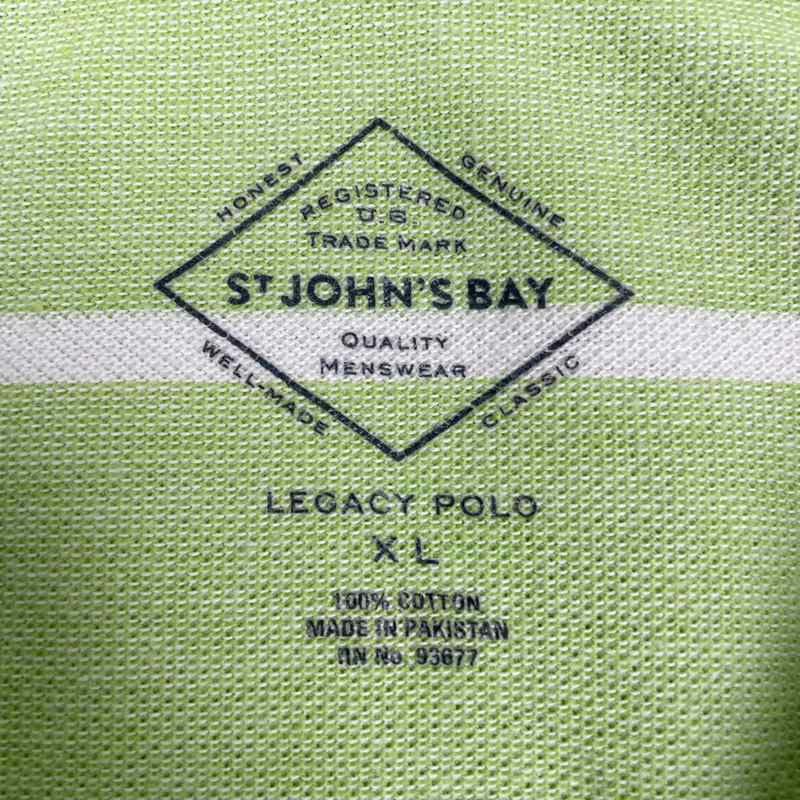 HONEST
GENUINE
REGISTERED
U.S.
TRADE MARK
ST JOHN'S BAY
QUALITY
MENSWEAR
WELL-MADE
CLASSIC
LEGACY POLO
XL
100% COTTON
MADE IN PAKISTAN
RN No 93677